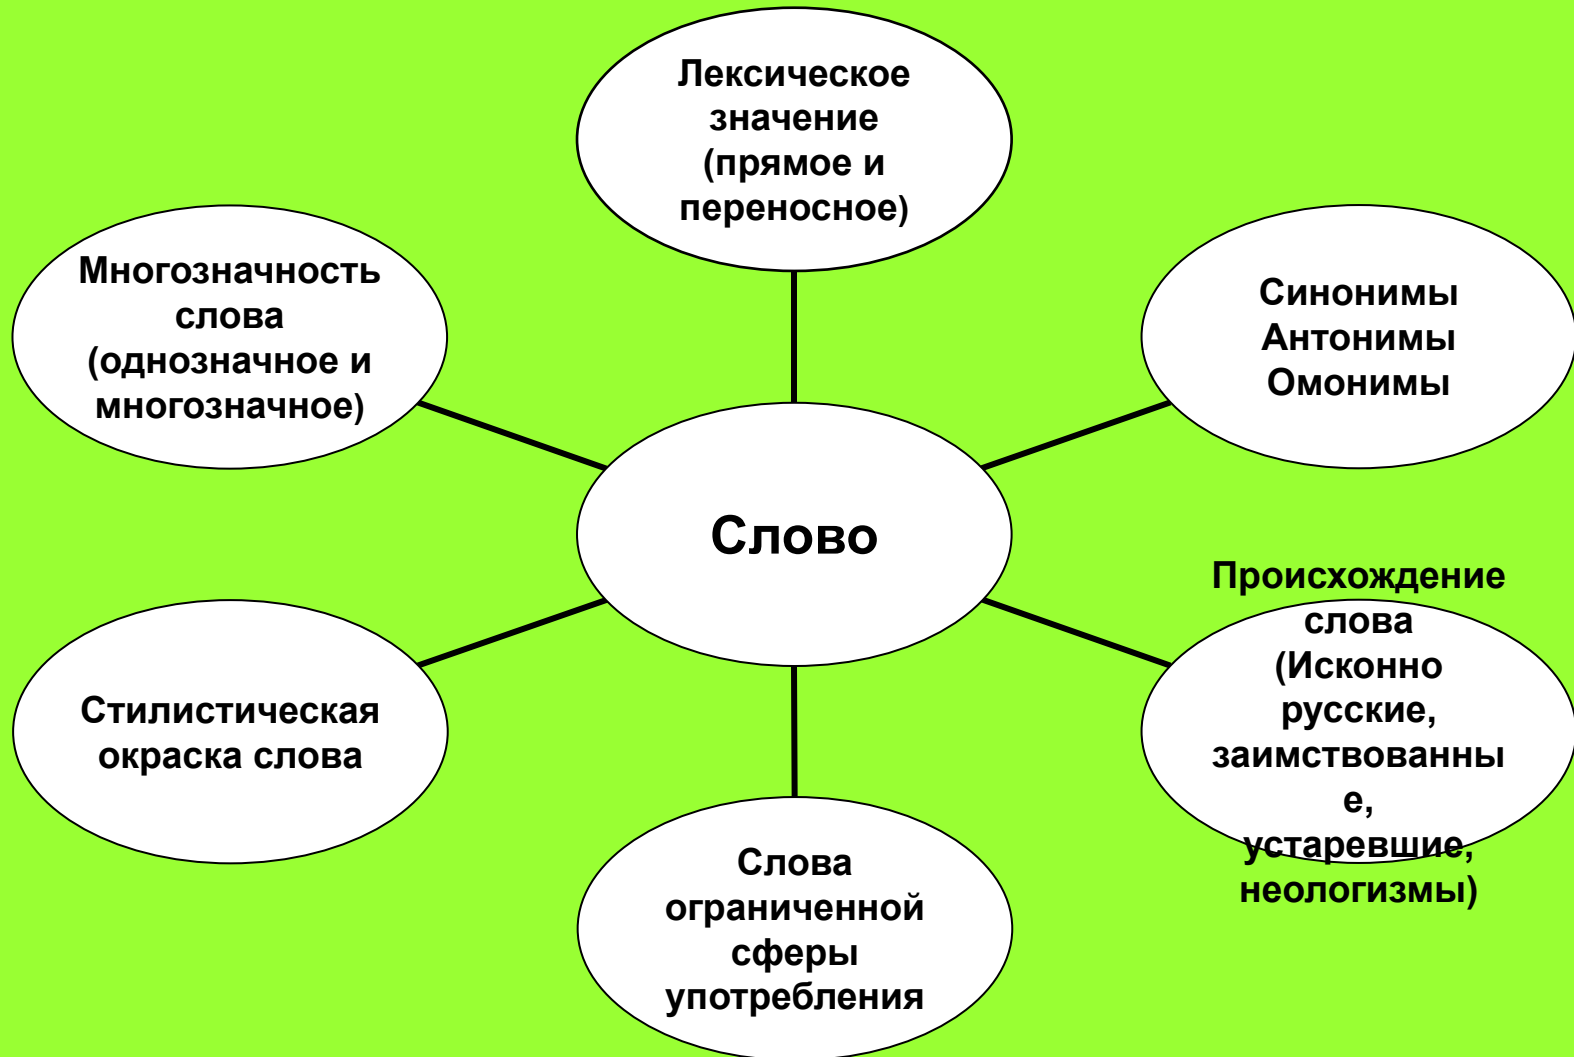 Лексическое
значение
(прямое и
переносное)
Многозначность
слова
(однозначное и
многозначное)
Синонимы
Антонимы
Омонимы
Слово
Стилистическая
окраска слова
Происхождение
слова
(Исконно
русские,
заимствованны
е,
устаревшие,
неологизмы)
Слова
ограниченной
сферы
употребления